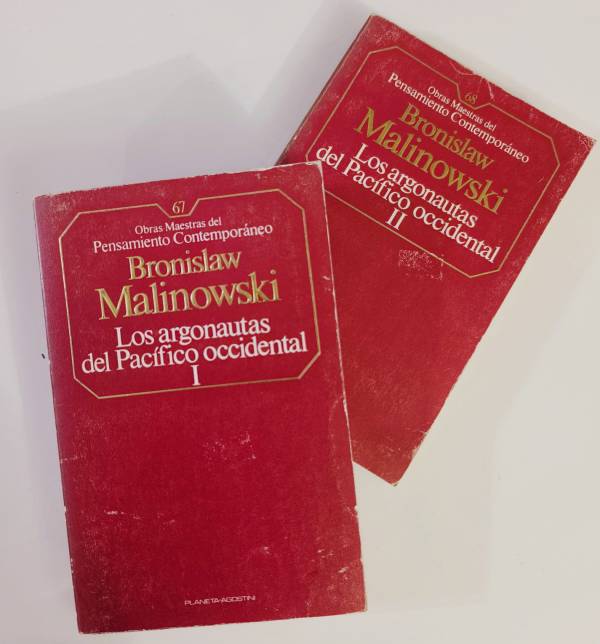 67
Obras Maestras del
Pensamiento Contemporáneo
Bronislaw
Malinowski
Los argonautas
del Pacífico occidental
I
PLANETA-AGOSTINI
68
Obras Maestras del
Pensamiento Contemporáneo
Bronislaw
Malinowski
Los argonautas
del Pacífico occidental
II